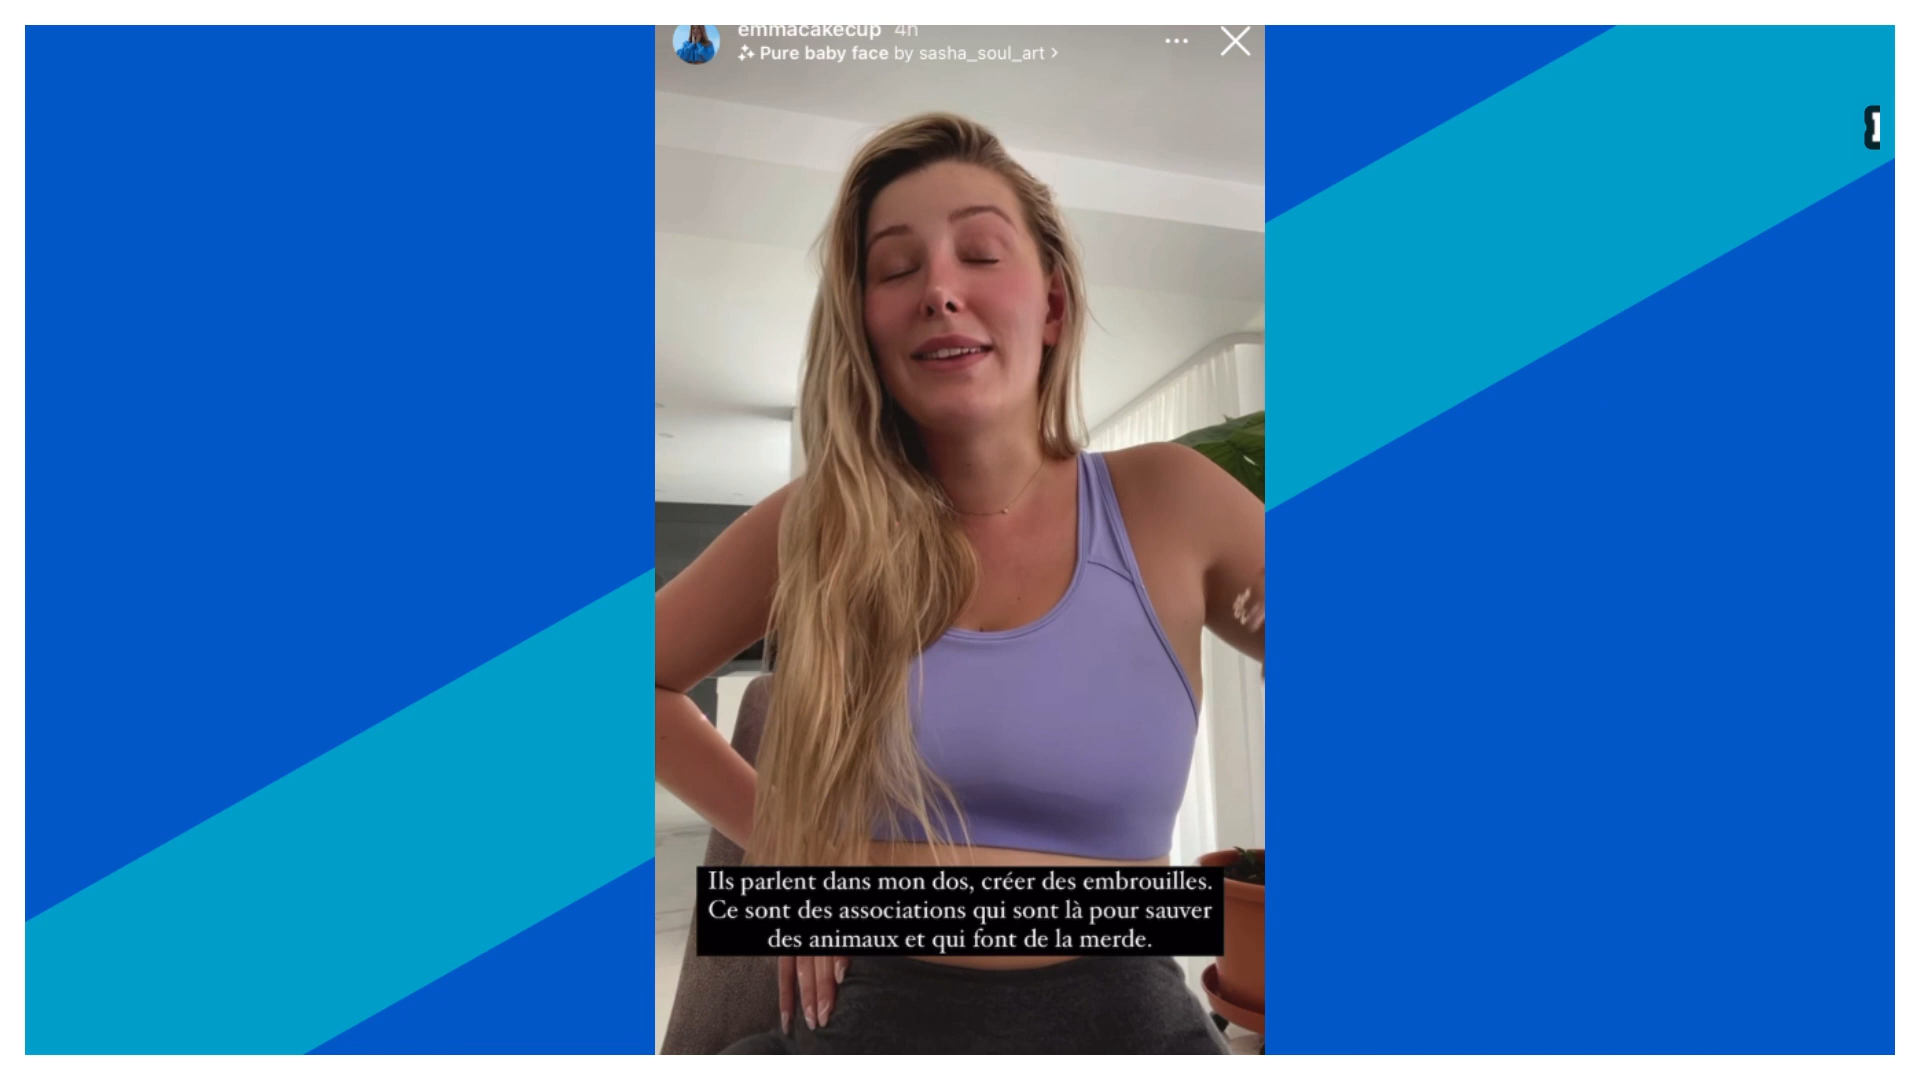 emmacakecup 4h
Pure baby face by sasha_soul_art >
Ils parlent dans mon dos, créer des embrouilles.
Ce sont des associations qui sont là pour sauver
des animaux et qui font de la merde.